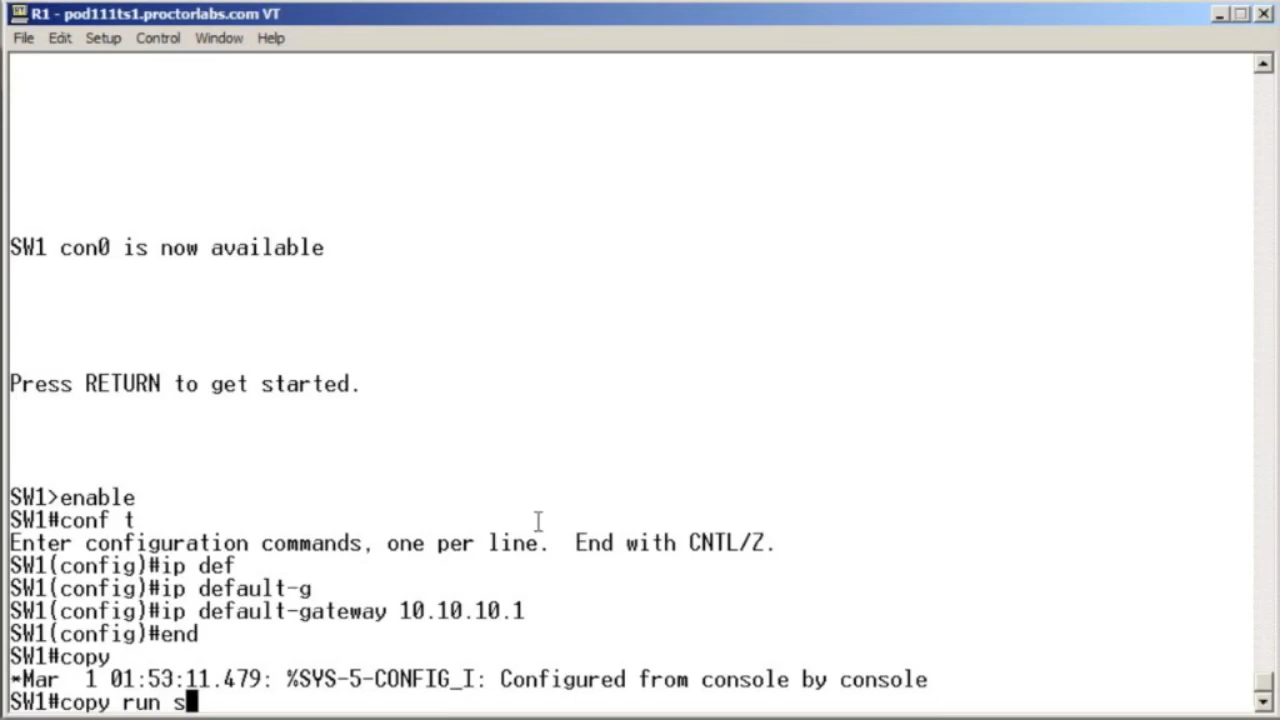 R1 - pod111ts1.proctorlabs.com VT
File Edit Setup Control Window Help
SW1 con0 is now available
Press RETURN to get started.
SW1>enable
SW1#conf t
Enter configuration commands, one per line.  End with CNTL/Z.
SW1(config)#ip def
SW1(config)#ip default-g
SW1(config)#ip default-gateway 10.10.10.1
SW1(config)#end
SW1#copy
*Mar  1 01:53:11.479: %SYS-5-CONFIG_I: Configured from console by console
SW1#copy run s